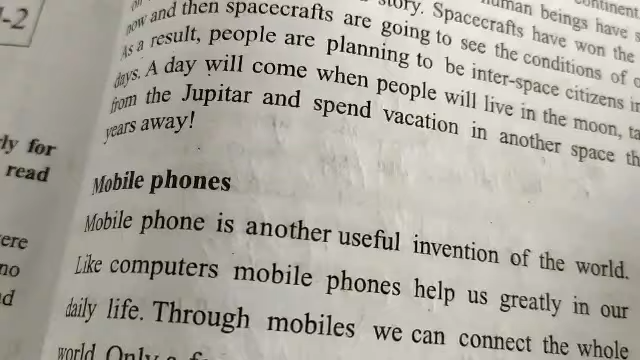 -2
ly for
read
ere
no
d
story. Spacecrafts have won the
now and then spacecrafts are going to see the conditions of
As a result, people are planning to be inter-space citizens
days. A day will come when people will live in the moon,
from the Jupitar and spend vacation in another space
years away!
Mobile phones
Mobile phone is another useful invention of the world.
Like computers mobile phones help us greatly in our
daily life. Through mobiles we can connect the whole
world. Only a